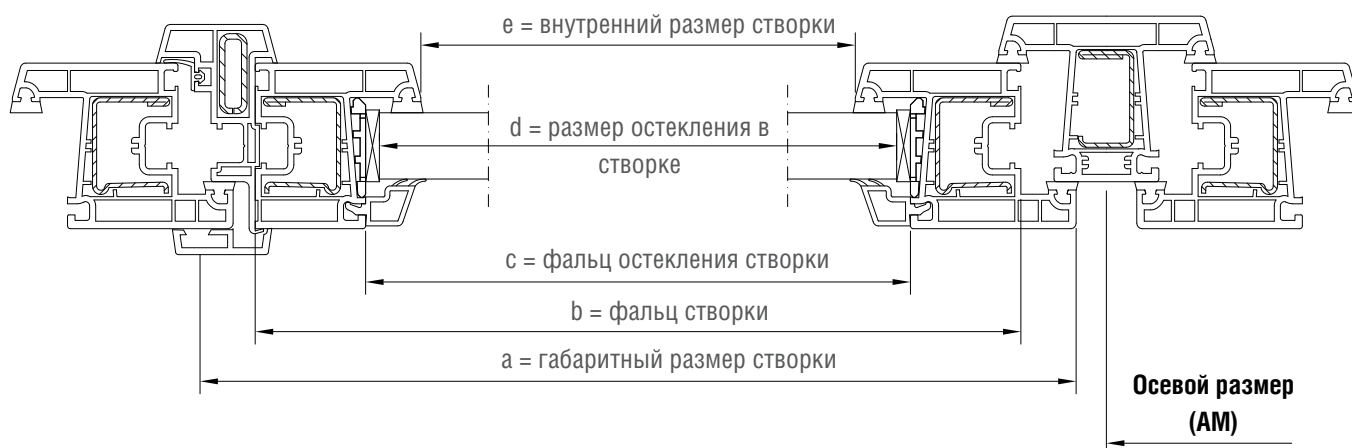 e = внутренний размер створки
d = размер остекления в
створке
c = фальц остекления створки
b = фальц створки
a = габаритный размер створки
Осевой размер
(AM)